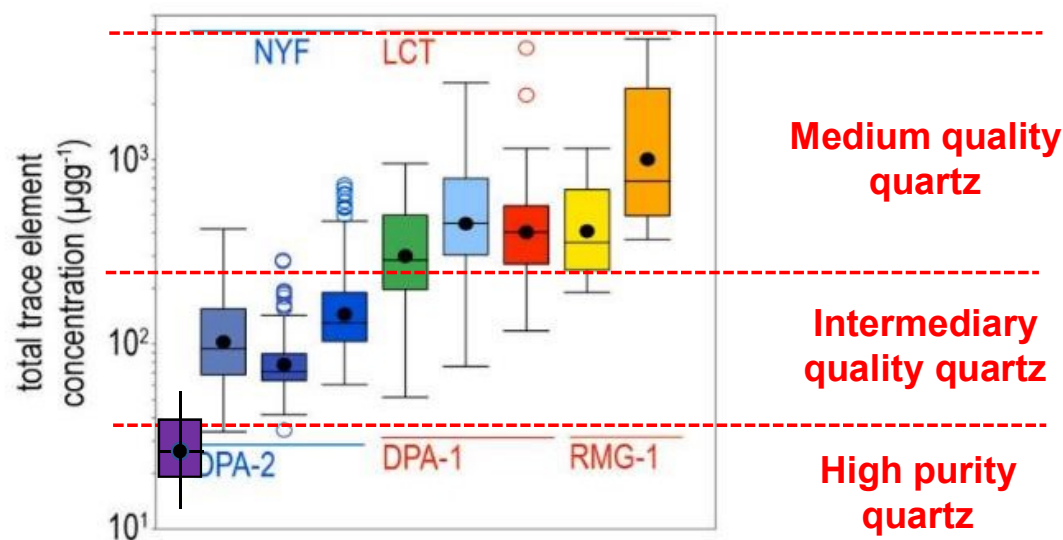 NYF
LCT
total trace element
concentration (µgg⁻¹)
10³
10²
10¹
DPA-2
DPA-1
RMG-1
Medium quality
quartz
Intermediary
quality quartz
High purity
quartz